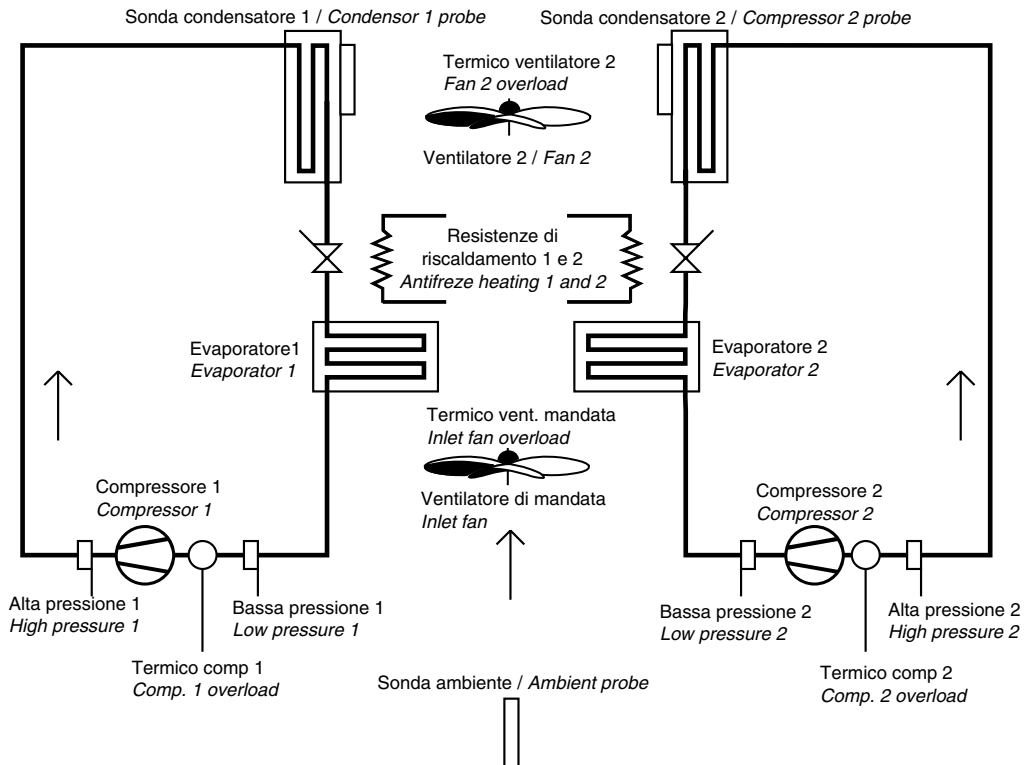 Sonda condensatore 1 / Condensor 1 probe
Sonda condensatore 2 / Compressor 2 probe
Termico ventilatore 2
Fan 2 overload
Ventilatore 2 / Fan 2
Resistenze di
riscaldamento 1 e 2
Antifreze heating 1 and 2
Evaporatore1
Evaporator 1
Evaporatore 2
Evaporator 2
Termico vent. mandata
Inlet fan overload
Ventilatore di mandata
Inlet fan
Compressore 1
Compressor 1
Compressore 2
Compressor 2
Alta pressione 1
High pressure 1
Bassa pressione 1
Low pressure 1
Bassa pressione 2
Low pressure 2
Alta pressione 2
High pressure 2
Termico comp 1
Comp. 1 overload
Termico comp 2
Comp. 2 overload
Sonda ambiente / Ambient probe